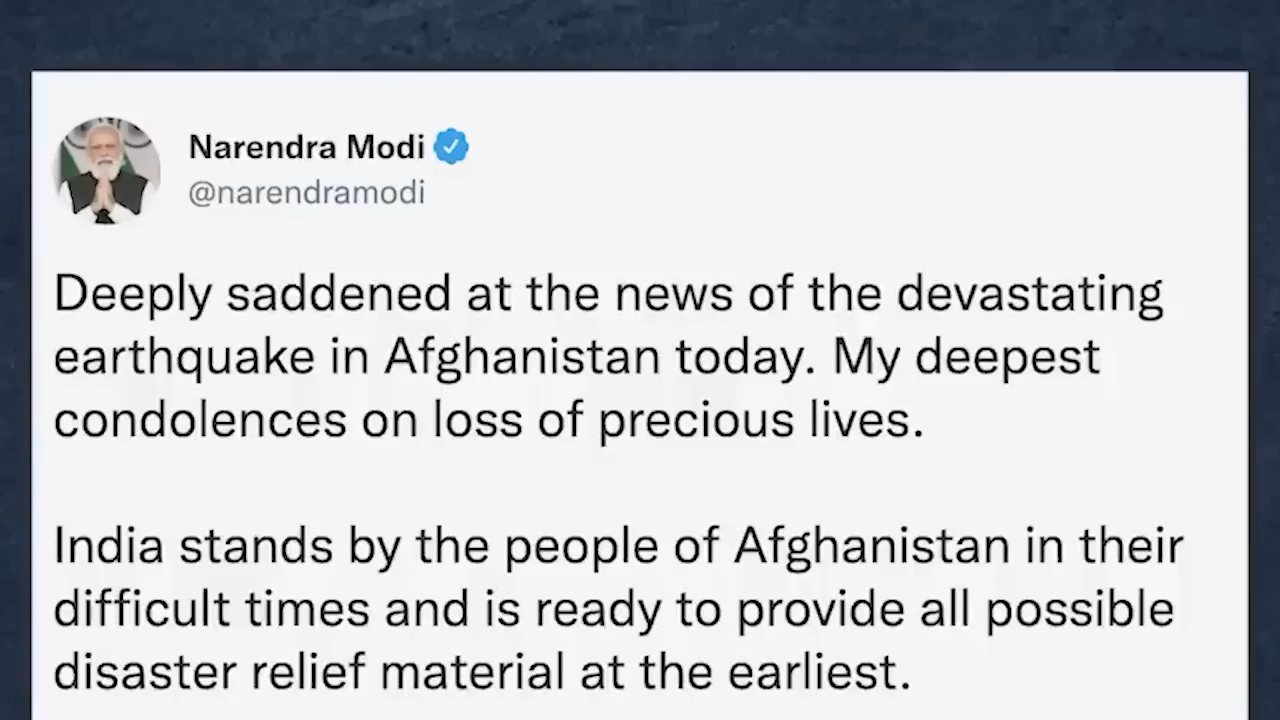 Narendra Modi
@narendramodi
Deeply saddened at the news of the devastating
earthquake in Afghanistan today. My deepest
condolences on loss of precious lives.
India stands by the people of Afghanistan in their
difficult times and is ready to provide all possible
disaster relief material at the earliest.